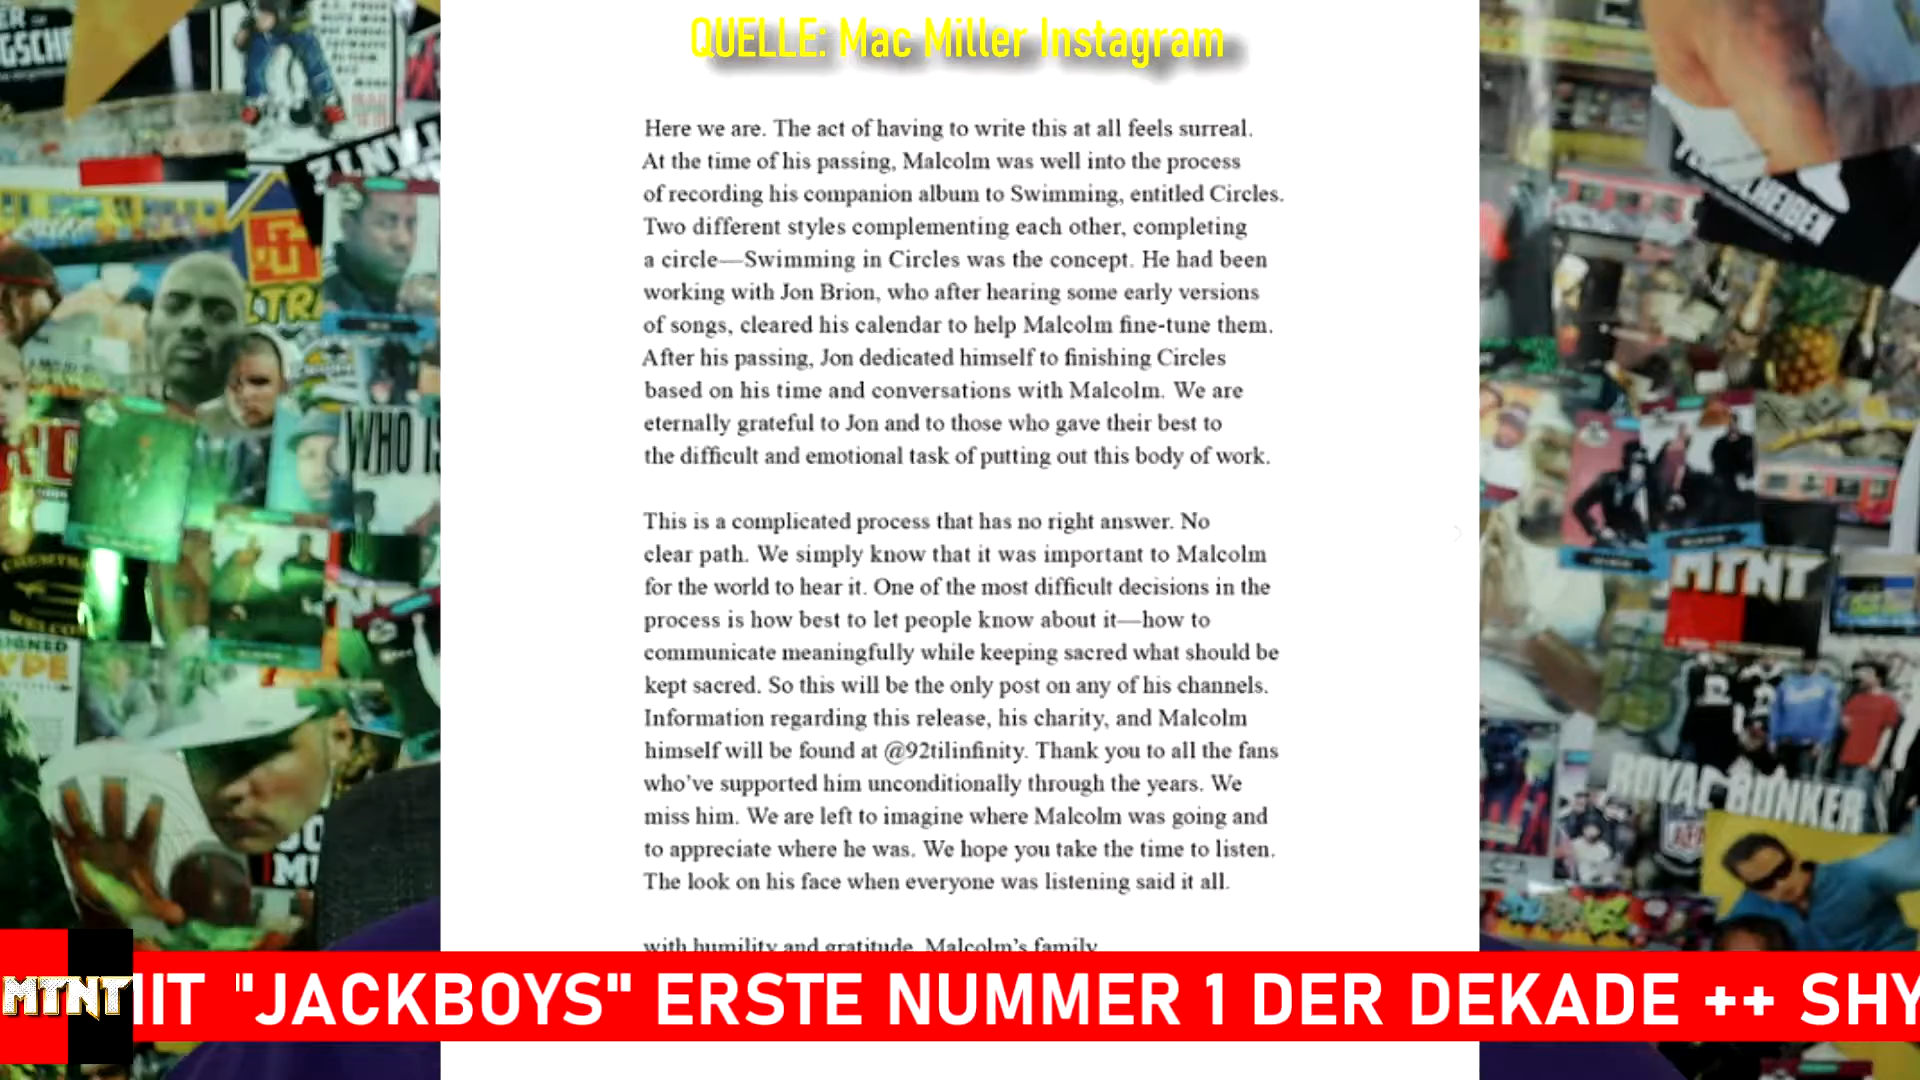 QUELLE: Mac Miller Instagram
Here we are. The act of having to write this at all feels surreal.
At the time of his passing, Malcolm was well into the process
of recording his companion album to Swimming, entitled Circles.
Two different styles complementing each other, completing
a circle—Swimming in Circles was the concept. He had been
working with Jon Brion, who after hearing some early versions
of songs, cleared his calendar to help Malcolm fine-tune them.
After his passing, Jon dedicated himself to finishing Circles
based on his time and conversations with Malcolm. We are
eternally grateful to Jon and to those who gave their best to
the difficult and emotional task of putting out this body of work.
This is a complicated process that has no right answer. No
clear path. We simply know that it was important to Malcolm
for the world to hear it. One of the most difficult decisions in the
process is how best to let people know about it—how to
communicate meaningfully while keeping sacred what should be
kept sacred. So this will be the only post on any of his channels.
Information regarding this release, his charity, and Malcolm
himself will be found at @92tilinfinity. Thank you to all the fans
who've supported him unconditionally through the years. We
miss him. We are left to imagine where Malcolm was going and
to appreciate where he was. We hope you take the time to listen.
The look on his face when everyone was listening said it all.
with humility and gratitude, Malcolm's family
WHO
MTNT
ROYAL BUNKER
MTNT
MIT "JACKBOYS" ERSTE NUMMER 1 DER DEKADE ++ SHY